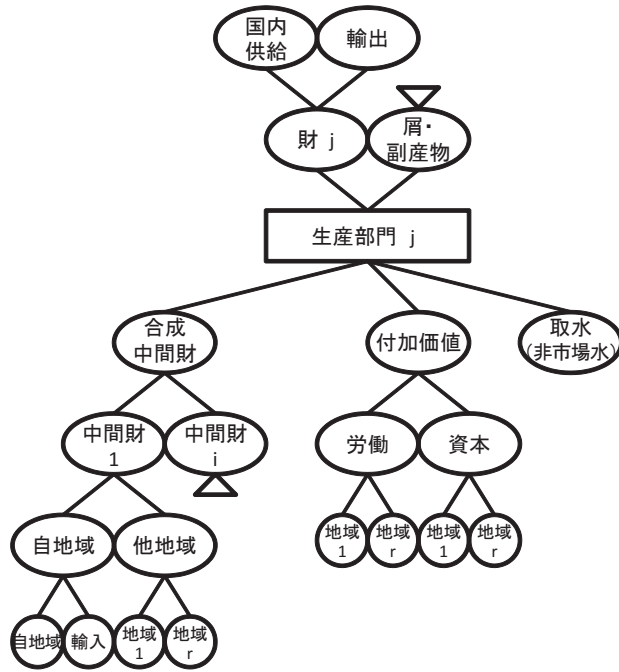 国内
供給
輸出
財 j
屑・
副産物
生産部門 j
合成
中間財
付加価値
取水
(非市場水)
中間財
1
中間財
i
労働
資本
自地域
他地域
地域
1
地域
r
地域
1
地域
r
自地域
輸入
地域
1
地域
r